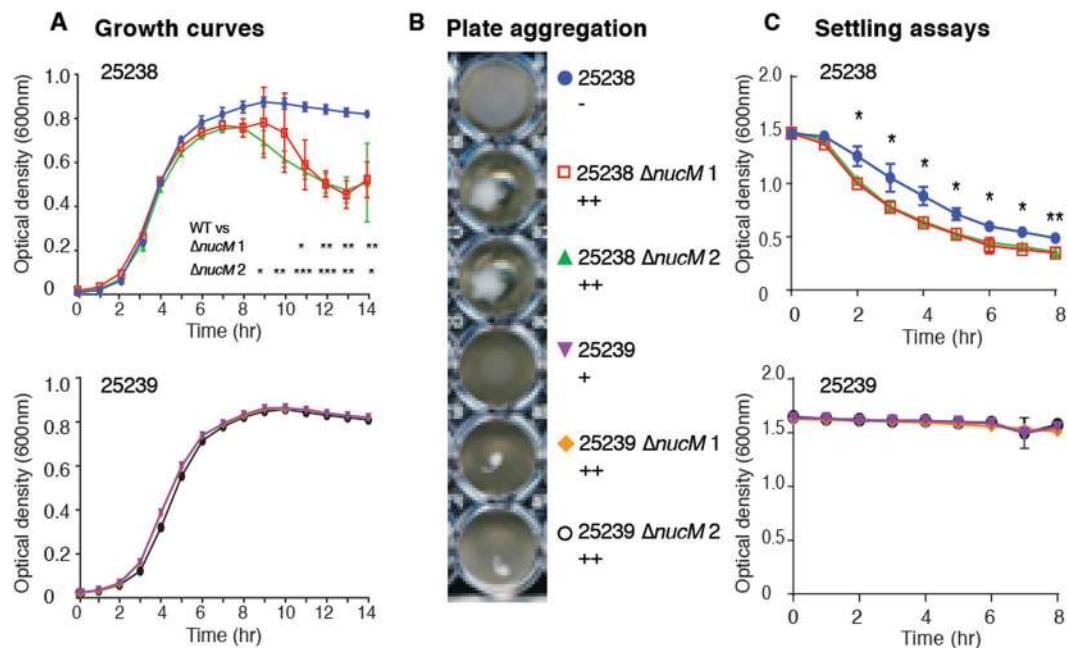 A Growth curves
25238
Optical density (600nm)
1.0
0.8
0.6
0.4
0.2
0
WT vs
ΔnucM 1 * ** ** **
ΔnucM 2 * ** *** *** ** *
0 2 4 6 8 10 12 14
Time (hr)
25239
Optical density (600nm)
1.0
0.8
0.6
0.4
0.2
0
0 2 4 6 8 10 12 14
Time (hr)
B Plate aggregation
25238
-
25238 ΔnucM 1
++
25238 ΔnucM 2
++
25239
+
25239 ΔnucM 1
++
25239 ΔnucM 2
++
C Settling assays
25238
Optical density (600nm)
2.0
1.5
1.0
0.5
0
* * * * * * **
0 2 4 6 8
Time (hr)
25239
Optical density (600nm)
2.0
1.5
1.5
1.0
0.5
0
0 2 4 6 8
Time (hr)